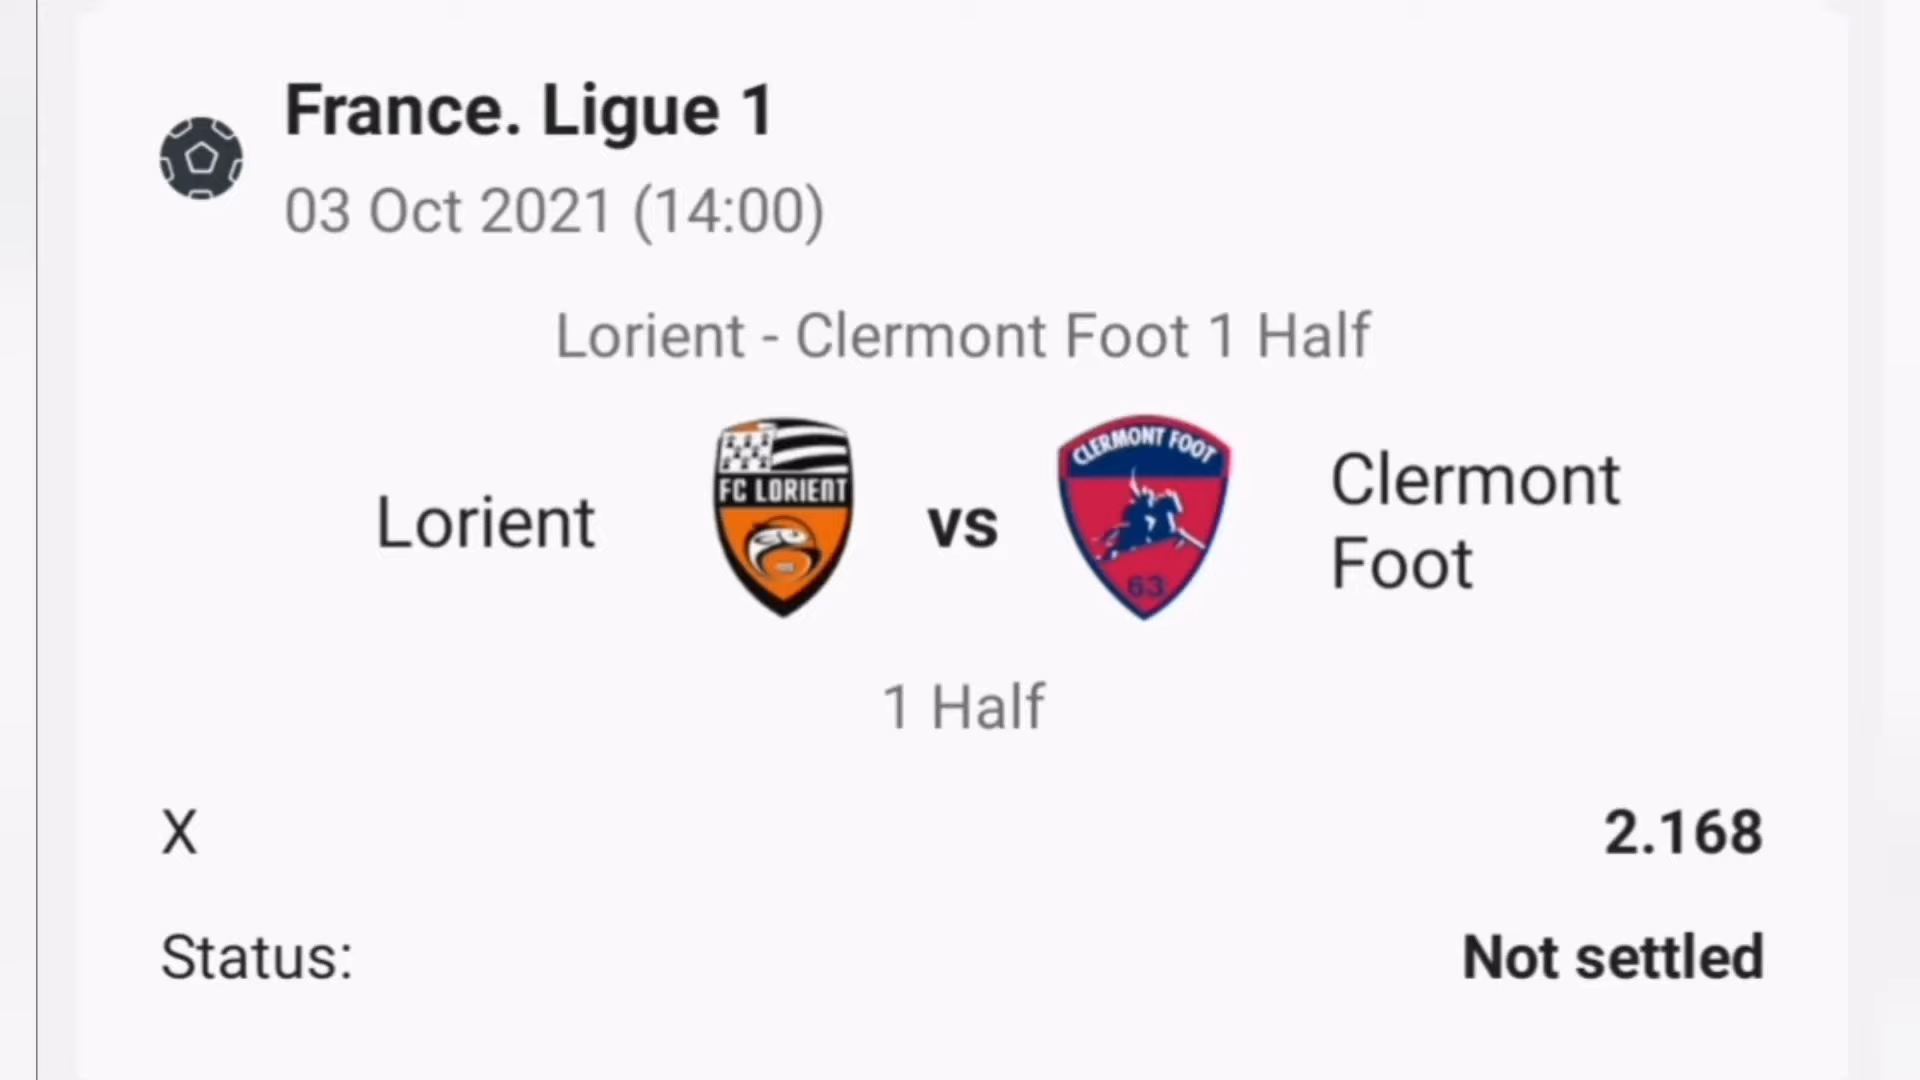 France. Ligue 1
03 Oct 2021 (14:00)
Lorient - Clermont Foot 1 Half
Lorient
FC LORIENT
vs
CLERMONT FOOT
63
Clermont
Foot
1 Half
X
2.168
Status:
Not settled